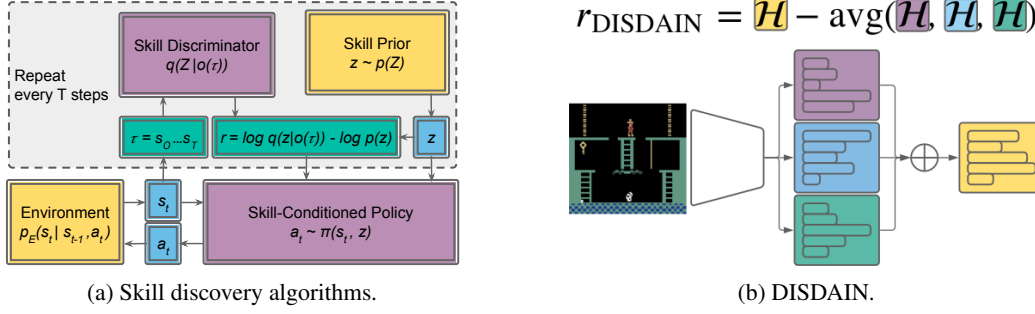 Repeat
every T steps
Skill Discriminator
q(Z|o(τ))
Skill Prior
z ~ p(Z)
τ = s_0...s_T
r = log q(z|o(τ)) - log p(z)
z
Environment
p_E(s_t | s_{t-1}, a_t)
s_t
a_t
Skill-Conditioned Policy
a_t ~ π(s_t, z)
(a) Skill discovery algorithms.
r_DISDAIN = ℋ − avg(ℋ, ℋ, ℋ)
(b) DISDAIN.